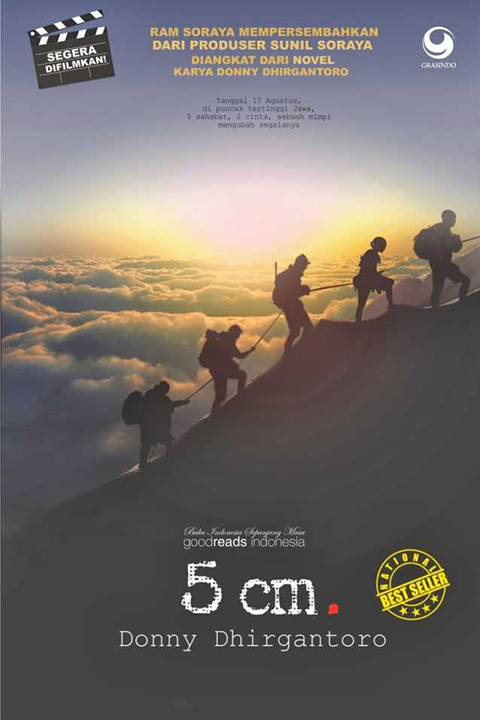 SEGERA
DIFILMKAN!
RAM SORAYA MEMPERSEMBAHKAN
DARI PRODUSER SUNIL SORAYA
DIANGKAT DARI NOVEL
KARYA DONNY DHIRGANTORO
GRASINDO
Tanggal 17 Agustus,
di puncak tertinggi Jawa,
5 sahabat, 2 cinta, sebuah mimpi
mengubah segalanya
Buku Indonesia Sepanjang Masa
goodreads indonesia
5 cm.
NATIONAL
BEST SELLER
Donny Dhirgantoro